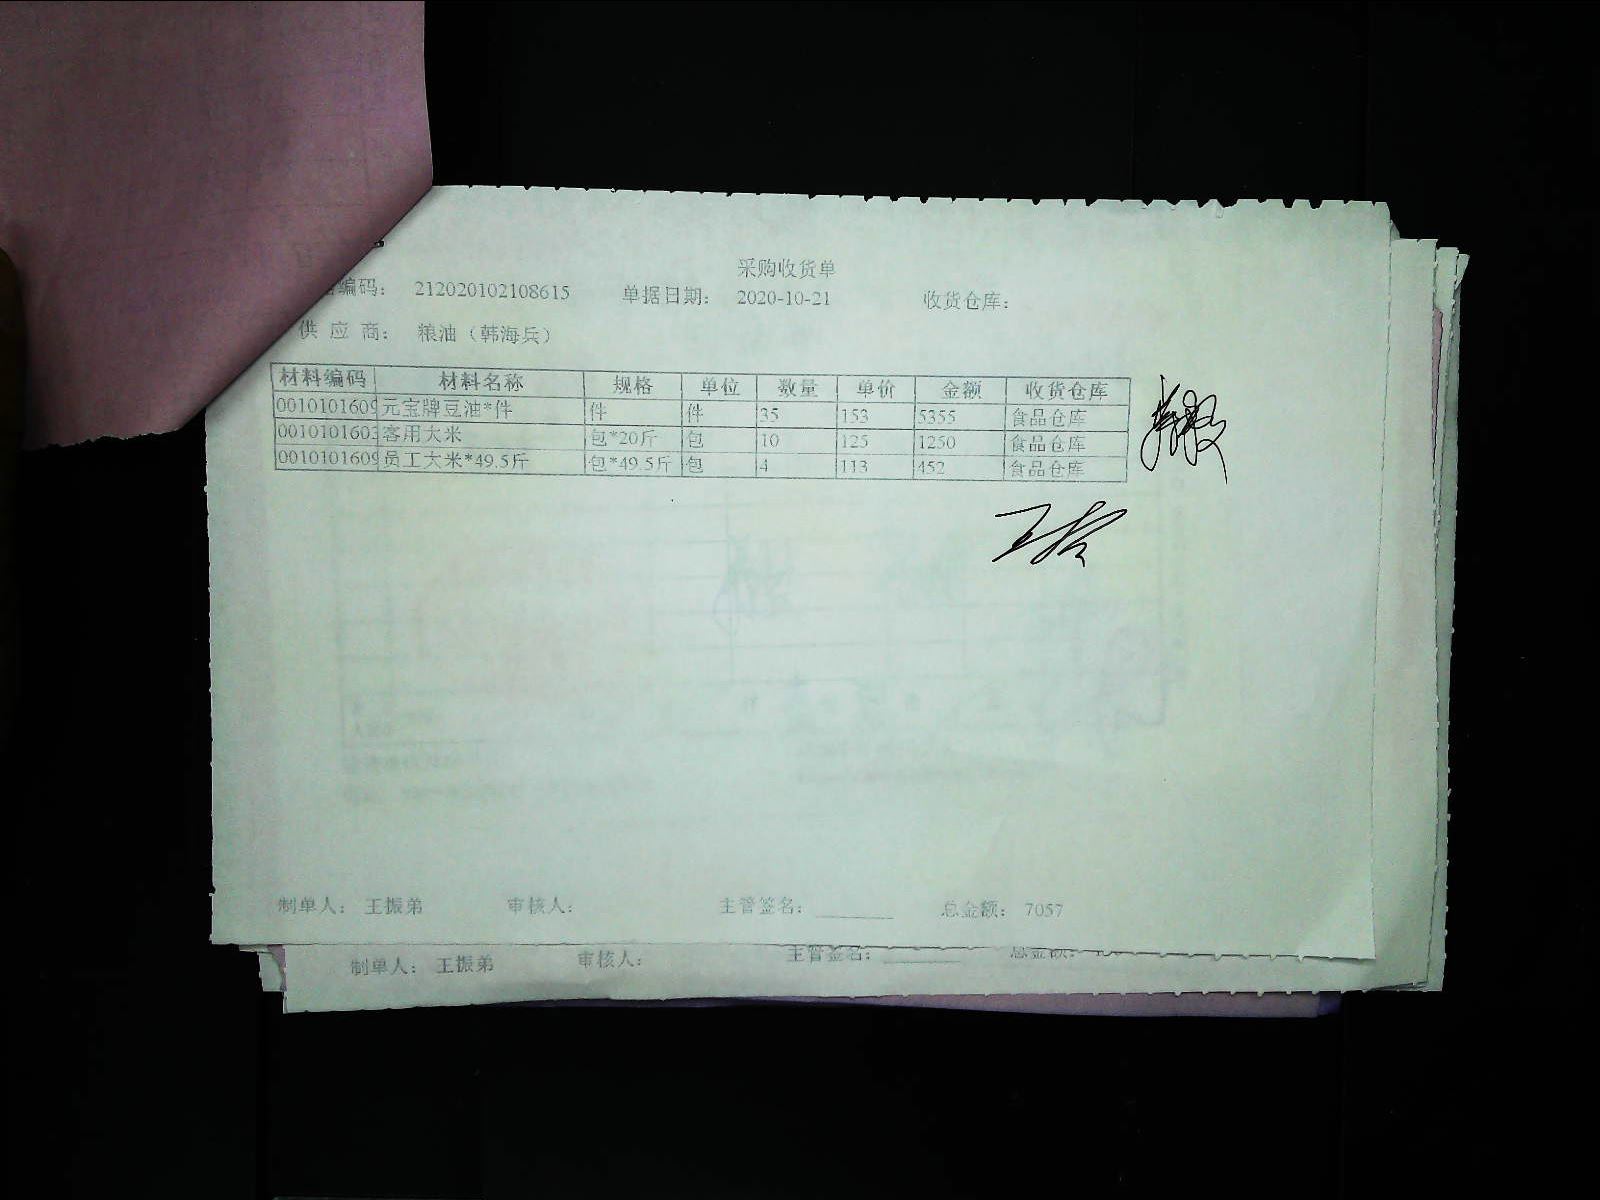 采购收货单
编码： 212020102108615 单据日期： 2020-10-21 收货仓库：
供 应 商： 粮油（韩海兵）
材料编码 材料名称 规格 单位 数量 单价 金额 收货仓库
0010101609 元宝牌豆油*件 件 件 35 153 5355 食品仓库
0010101603 客用大米 包*20斤 包 10 125 1250 食品仓库
0010101609 员工大米*49.5斤 包*49.5斤 包 4 113 452 食品仓库
制单人： 王振弟 审核人： 主管签名： 总金额： 7057
制单人： 王振弟 审核人： 主管签名： 总金额：